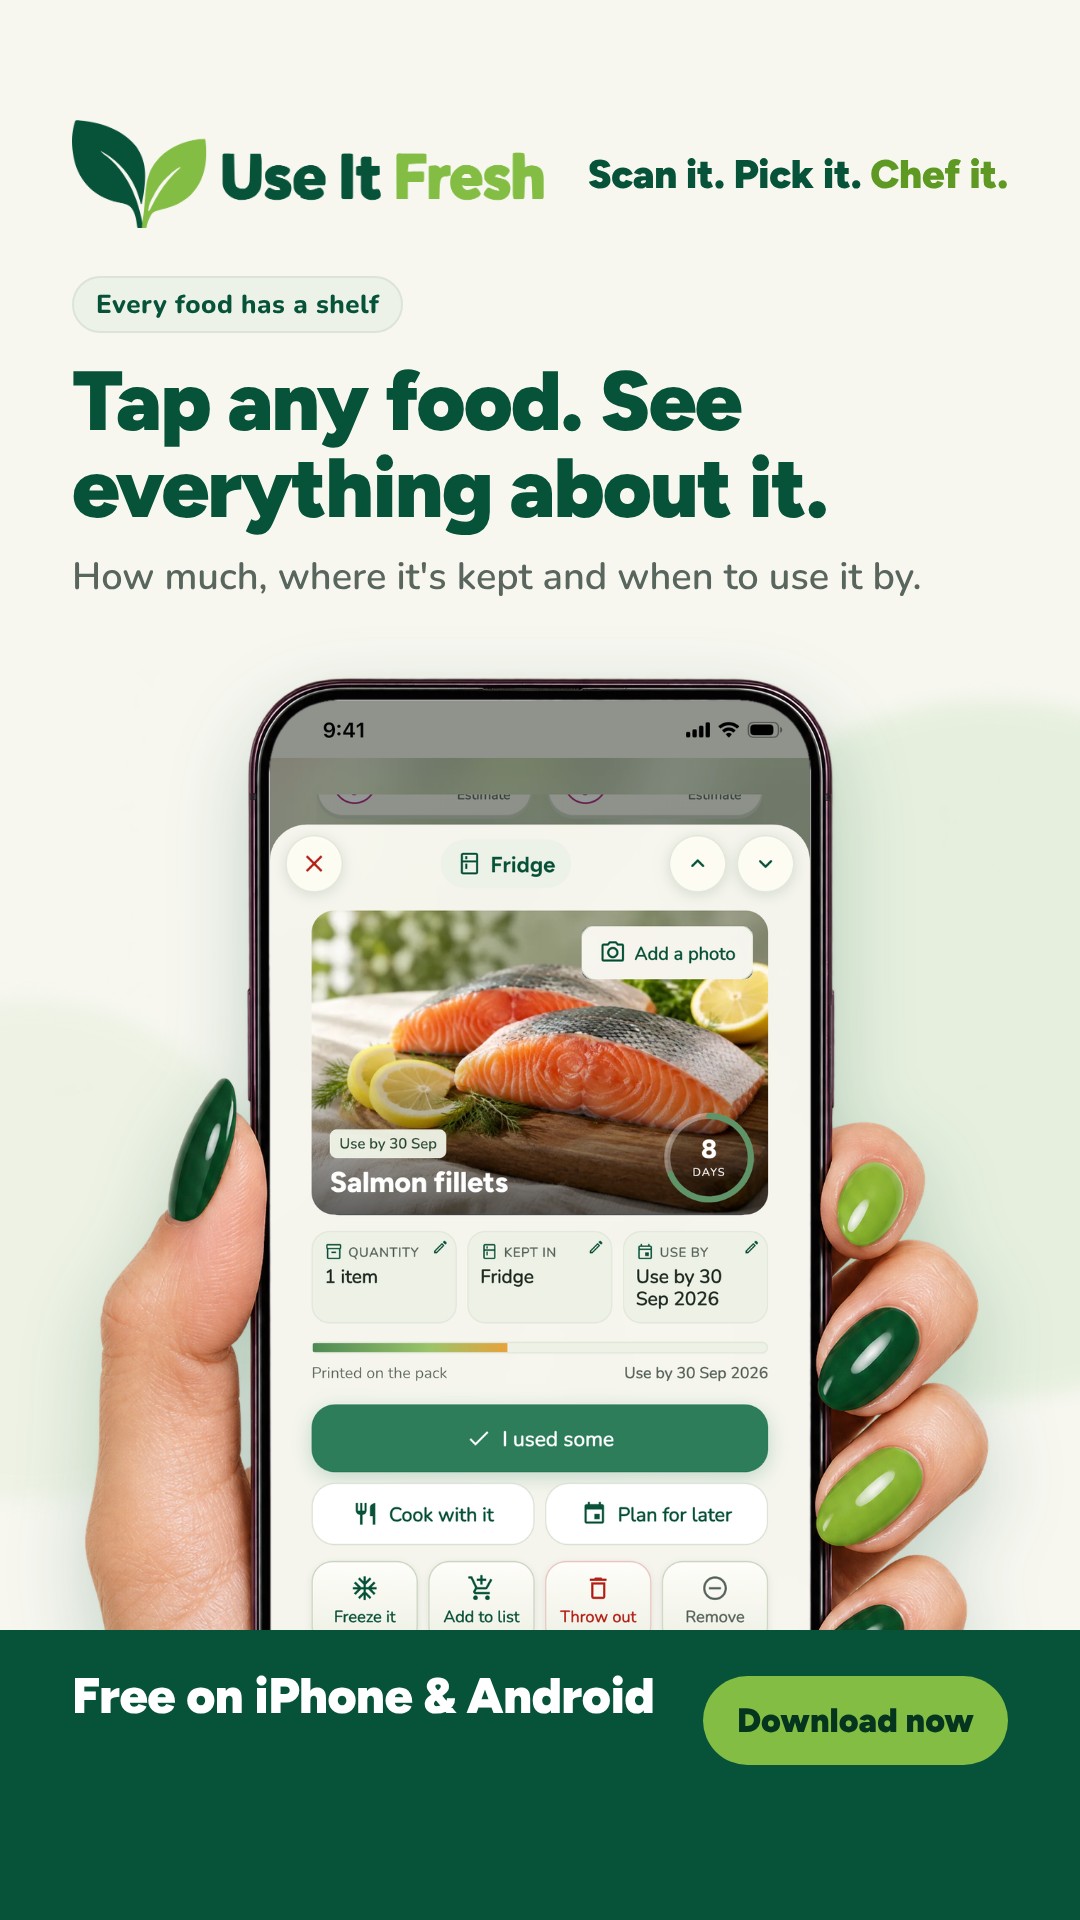 Use It Fresh
Scan it. Pick it. Chef it.
Every food has a shelf
Tap any food. See
everything about it.
How much, where it's kept and when to use it by.
9:41
Estimate
Estimate
Fridge
Add a photo
Use by 30 Sep
Salmon fillets
8
DAYS
QUANTITY
1 item
KEPT IN
Fridge
USE BY
Use by 30
Sep 2026
Printed on the pack
Use by 30 Sep 2026
I used some
Cook with it
Plan for later
Freeze it
Add to list
Throw out
Remove
Free on iPhone & Android
Download now